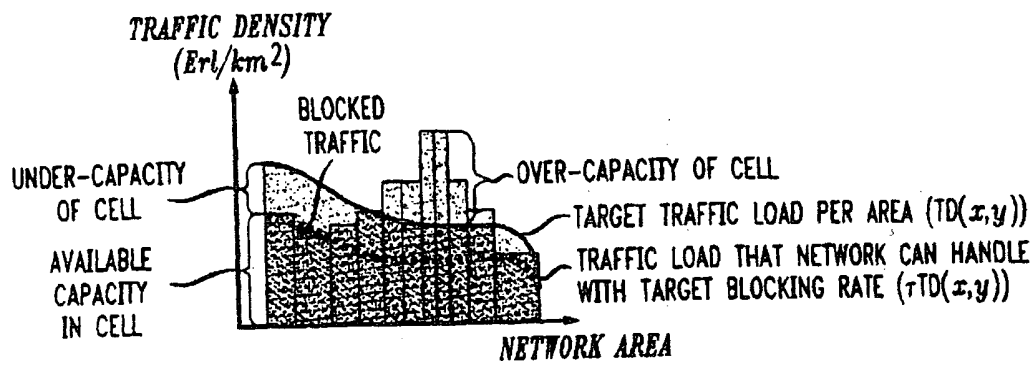 TRAFFIC DENSITY
(Erl/km2)
BLOCKED
TRAFFIC
UNDER-CAPACITY
OF CELL
OVER-CAPACITY OF CELL
TARGET TRAFFIC LOAD PER AREA (TD(x,y))
AVAILABLE
CAPACITY
IN CELL
TRAFFIC LOAD THAT NETWORK CAN HANDLE
WITH TARGET BLOCKING RATE (τTD(x,y))
NETWORK AREA